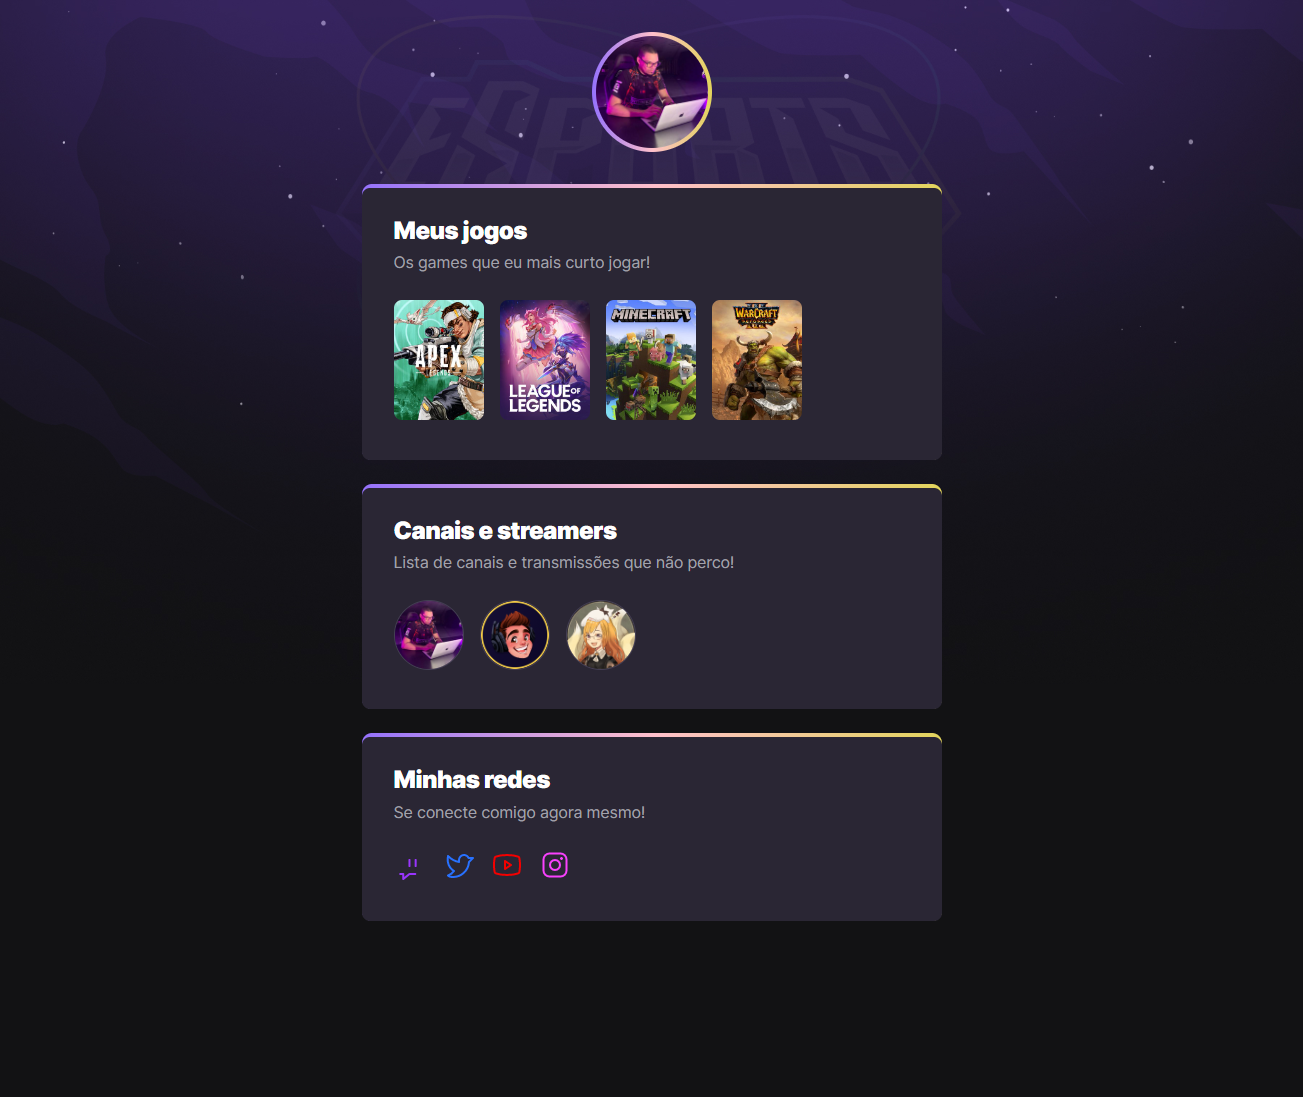 ESPORTS
Meus jogos
Os games que eu mais curto jogar!
APEX
LEGENDS
LEAGUE OF
LEGENDS
MINECRAFT
WARCRAFT
III
Canais e streamers
Lista de canais e transmissões que não perco!
Minhas redes
Se conecte comigo agora mesmo!